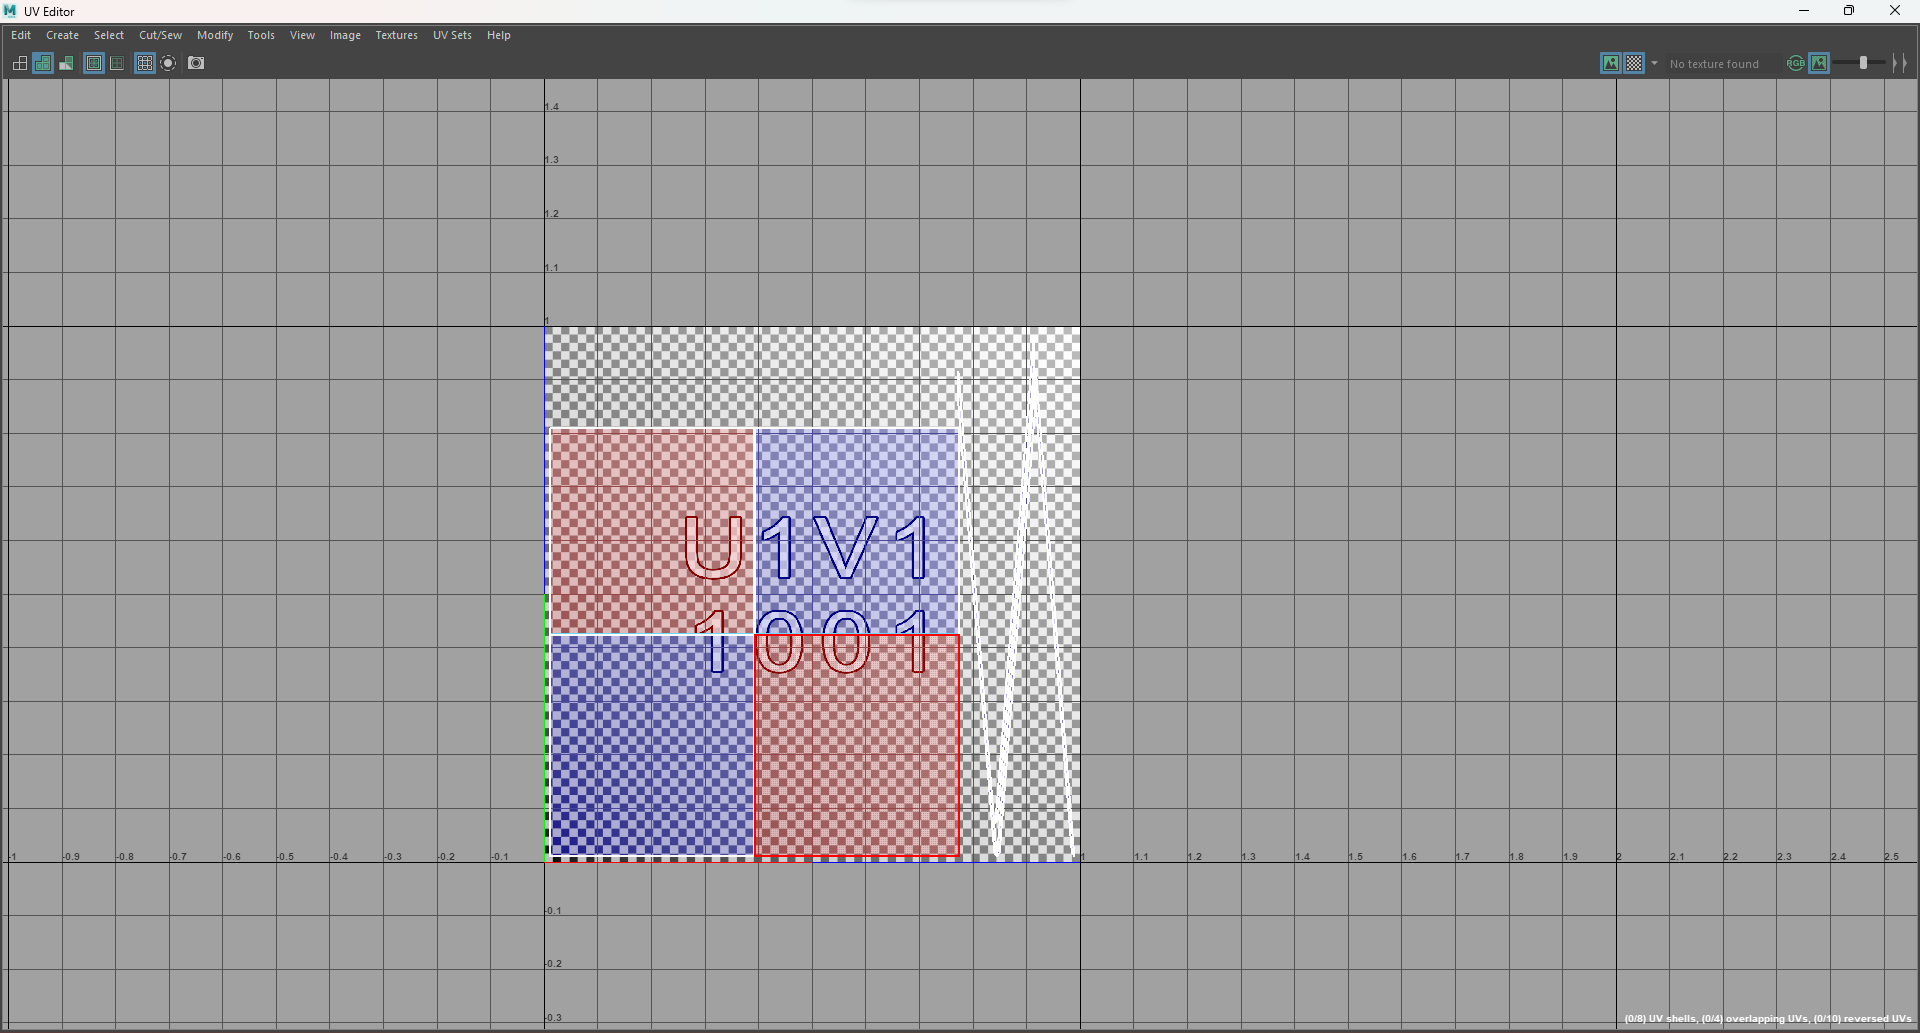 UV Editor
Edit Create Select Cut/Sew Modify Tools View Image Textures UV Sets Help
No texture found RGB
1.4
1.3
1.2
1.1
1
U1V1
1001
-1 -0.9 -0.8 -0.7 -0.6 -0.5 -0.4 -0.3 -0.2 -0.1 1 1.1 1.2 1.3 1.4 1.5 1.6 1.7 1.8 1.9 2 2.1 2.2 2.3 2.4 2.5
-0.1
-0.2
-0.3
(0/8) UV shells, (0/4) overlapping UVs, (0/10) reversed UVs